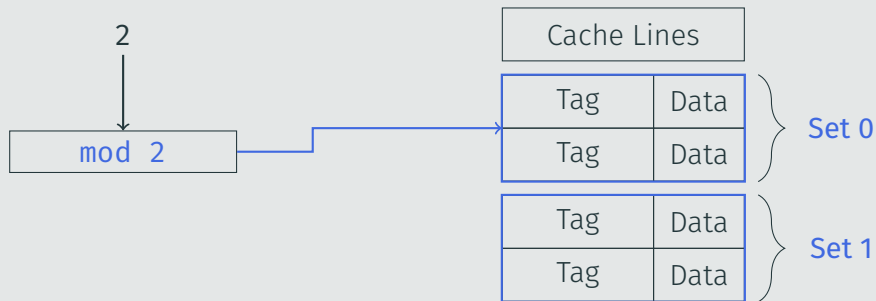 2
mod 2
Cache Lines
Tag Data
Tag Data
Set 0
Tag Data
Tag Data
Set 1